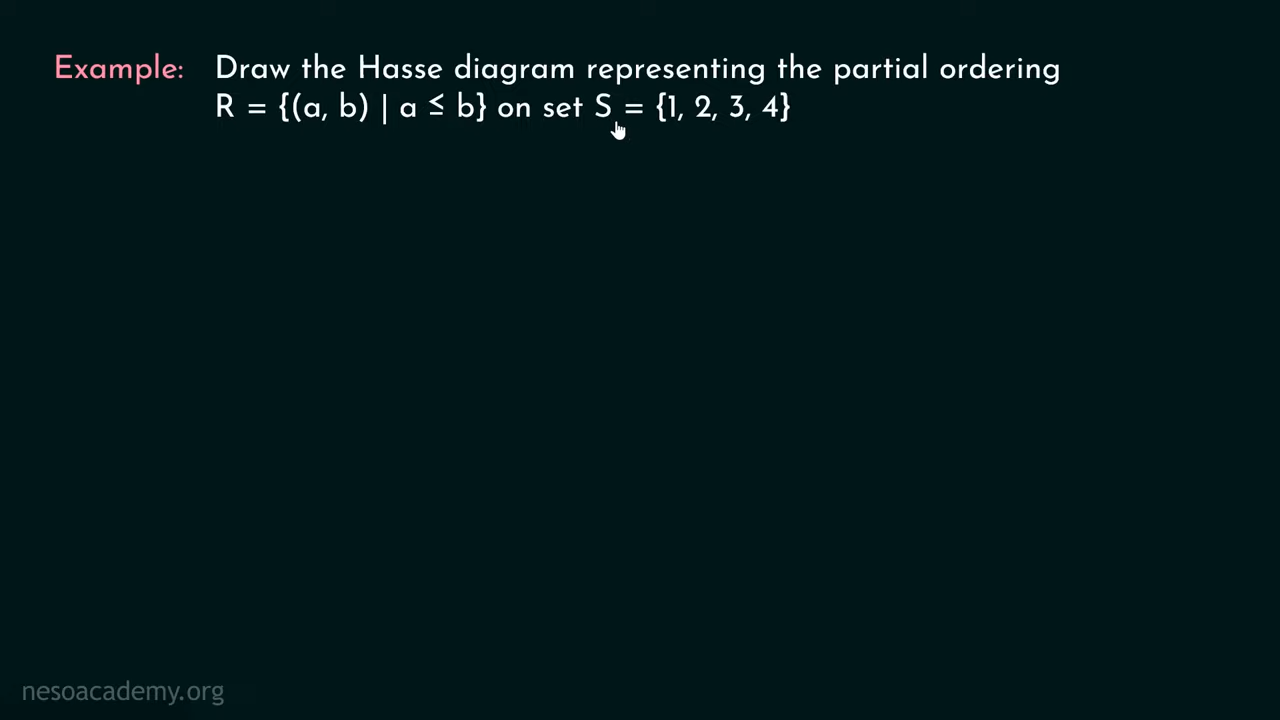 Example: Draw the Hasse diagram representing the partial ordering
R = {(a, b) | a ≤ b} on set S = {1, 2, 3, 4}
nesoacademy.org